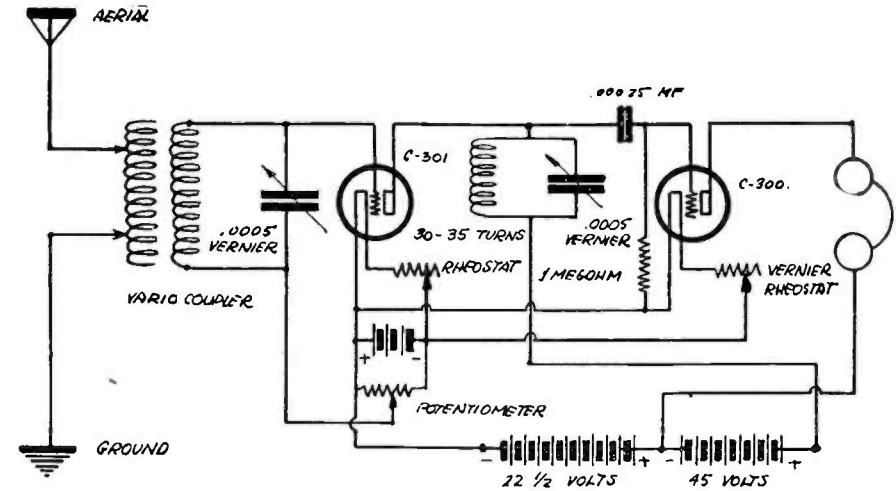 AERIAL
.00025 MF
C-301
C-300.
.0005
VERNIER
30-35 TURNS
.0005
VERNIER
RHEOSTAT
1 MEGOHM
VERNIER
RHEOSTAT
VARIO COUPLER
+ -
POTENTIOMETER
GROUND
- + - +
22 1/2 VOLTS
45 VOLTS